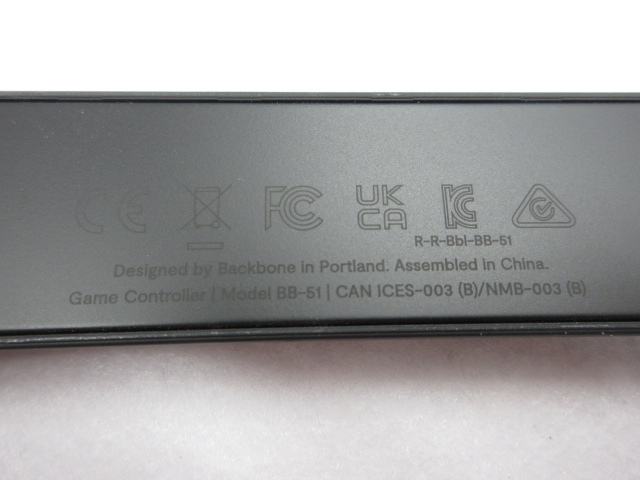 CE FC UK CA
R-R-Bbl-BB-51
Designed by Backbone in Portland. Assembled in China.
Game Controller | Model BB-51 | CAN ICES-003 (B)/NMB-003 (B)